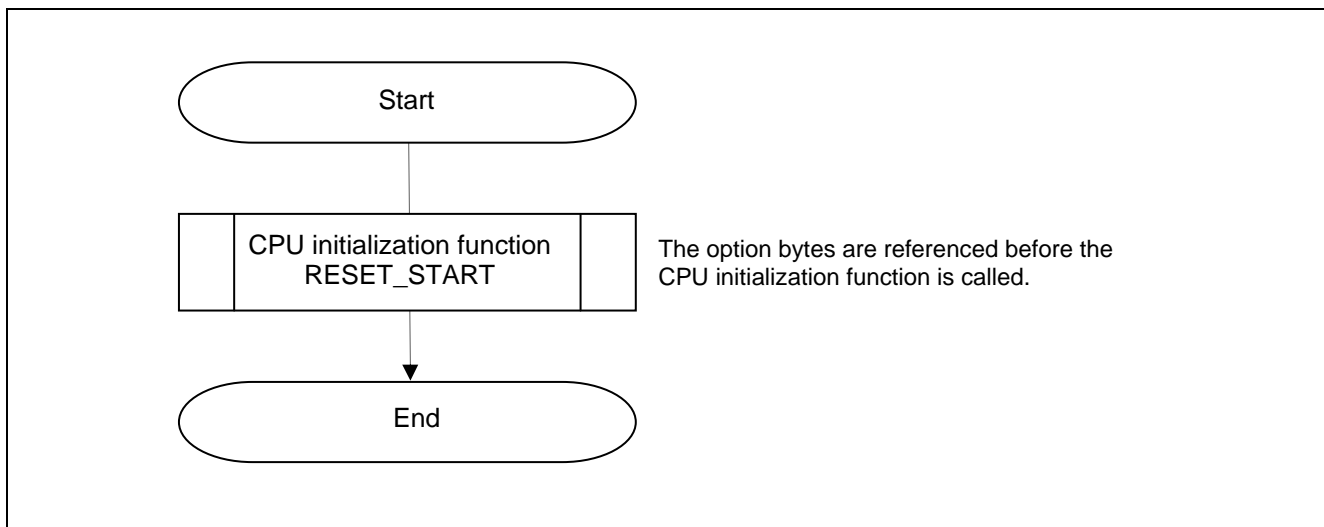 Start
CPU initialization function
RESET_START
The option bytes are referenced before the
CPU initialization function is called.
End